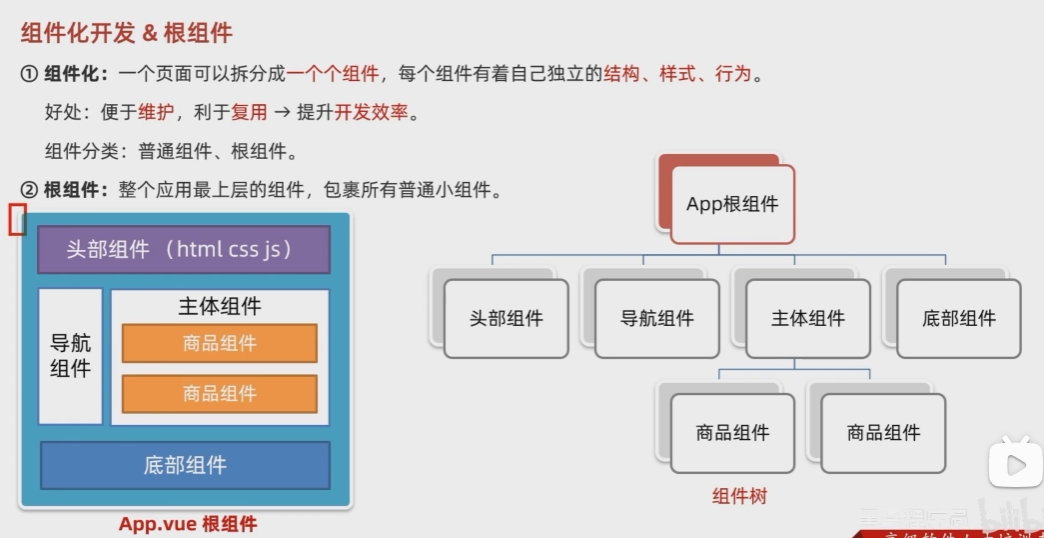 组件化开发 & 根组件
① 组件化：一个页面可以拆分成一个个组件，每个组件有着自己独立的结构、样式、行为。
好处：便于维护，利于复用 → 提升开发效率。
组件分类：普通组件、根组件。
② 根组件：整个应用最上层的组件，包裹所有普通小组件。
头部组件 （html css js）
导航
组件
主体组件
商品组件
商品组件
底部组件
App.vue 根组件
App根组件
头部组件
导航组件
主体组件
底部组件
商品组件
商品组件
组件树